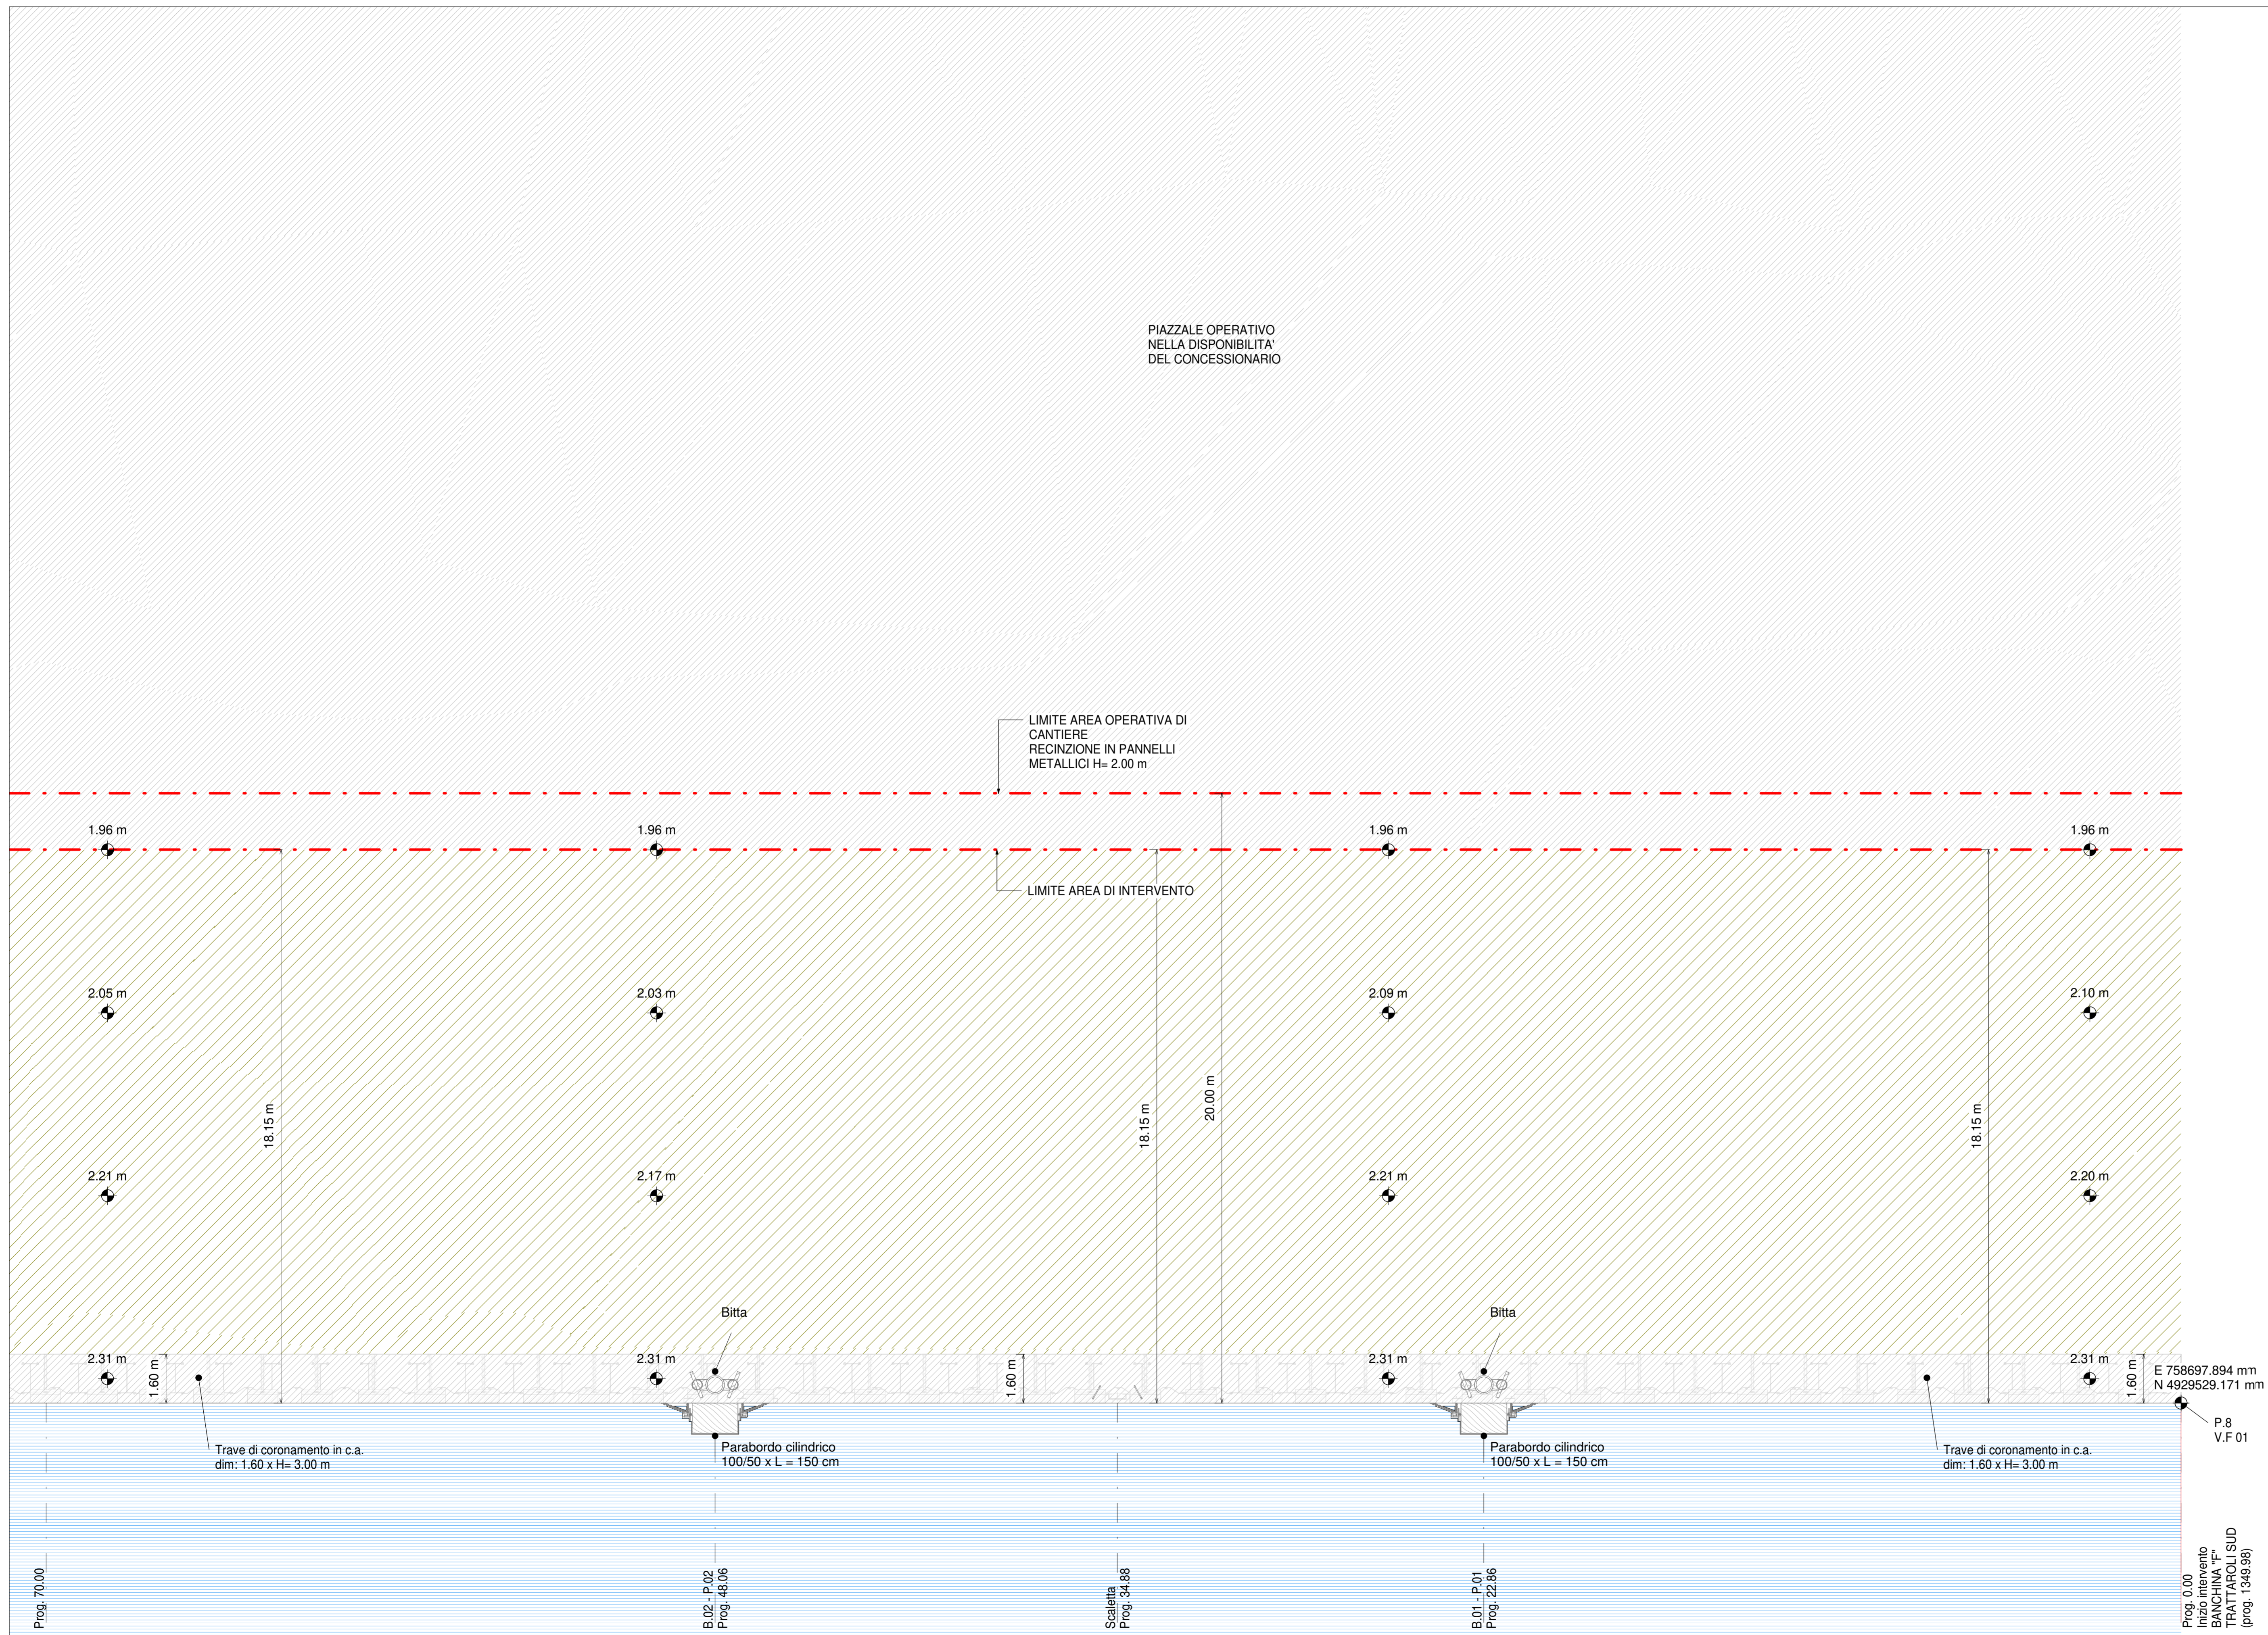 PIAZZALE OPERATIVO
NELLA DISPONIBILITA'
DEL CONCESSIONARIO
LIMITE AREA OPERATIVA DI
CANTIERE
RECINZIONE IN PANNELLI
METALLICI H= 2.00 m
1.96 m
1.96 m
1.96 m
1.96 m
LIMITE AREA DI INTERVENTO
2.05 m
2.03 m
2.09 m
2.10 m
18.15 m
18.15 m
20.00 m
18.15 m
2.21 m
2.17 m
2.21 m
2.20 m
Bitta
Bitta
2.31 m
2.31 m
2.31 m
2.31 m
1.60 m
1.60 m
1.60 m
E 758697.894 mm
N 4929529.171 mm
P.8
V.F 01
Trave di coronamento in c.a.
dim: 1.60 x H= 3.00 m
Parabordo cilindrico
100/50 x L = 150 cm
Parabordo cilindrico
100/50 x L = 150 cm
Trave di coronamento in c.a.
dim: 1.60 x H= 3.00 m
Prog. 70.00
B.02 - P.02
Prog. 48.06
Scaletta
Prog. 34.88
B.01 - P.01
Prog. 22.86
Prog. 0.00
Inizio intervento
BANCHINA "F"
TRATTAROLI SUD
(prog. 1349.98)